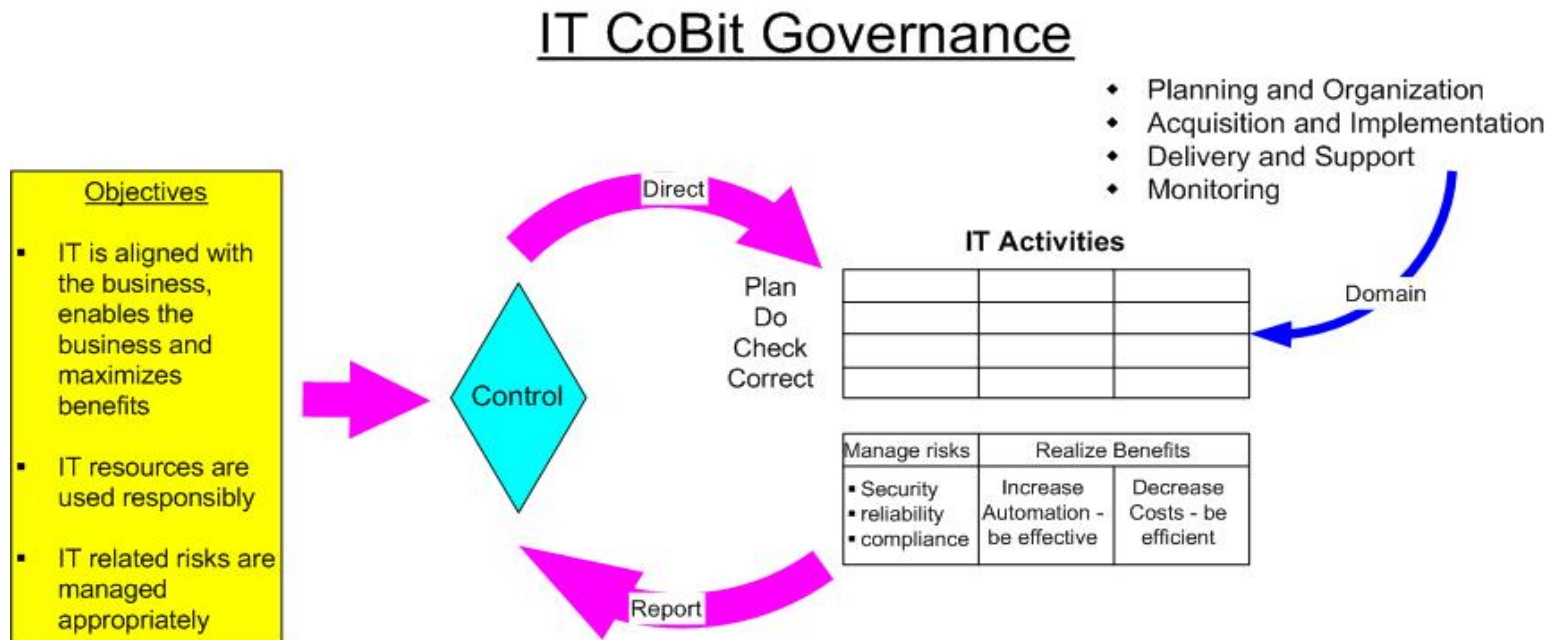 IT CoBit Governance
◆ Planning and Organization
◆ Acquisition and Implementation
◆ Delivery and Support
◆ Monitoring
Objectives
▪ IT is aligned with
the business,
enables the
business and
maximizes
benefits
▪ IT resources are
used responsibly
▪ IT related risks are
managed
appropriately
Control
Direct
IT Activities
Plan
Do
Check
Correct
Domain
Manage risks
▪ Security
▪ reliability
▪ compliance
Realize Benefits
Increase
Automation -
be effective
Decrease
Costs - be
efficient
Report